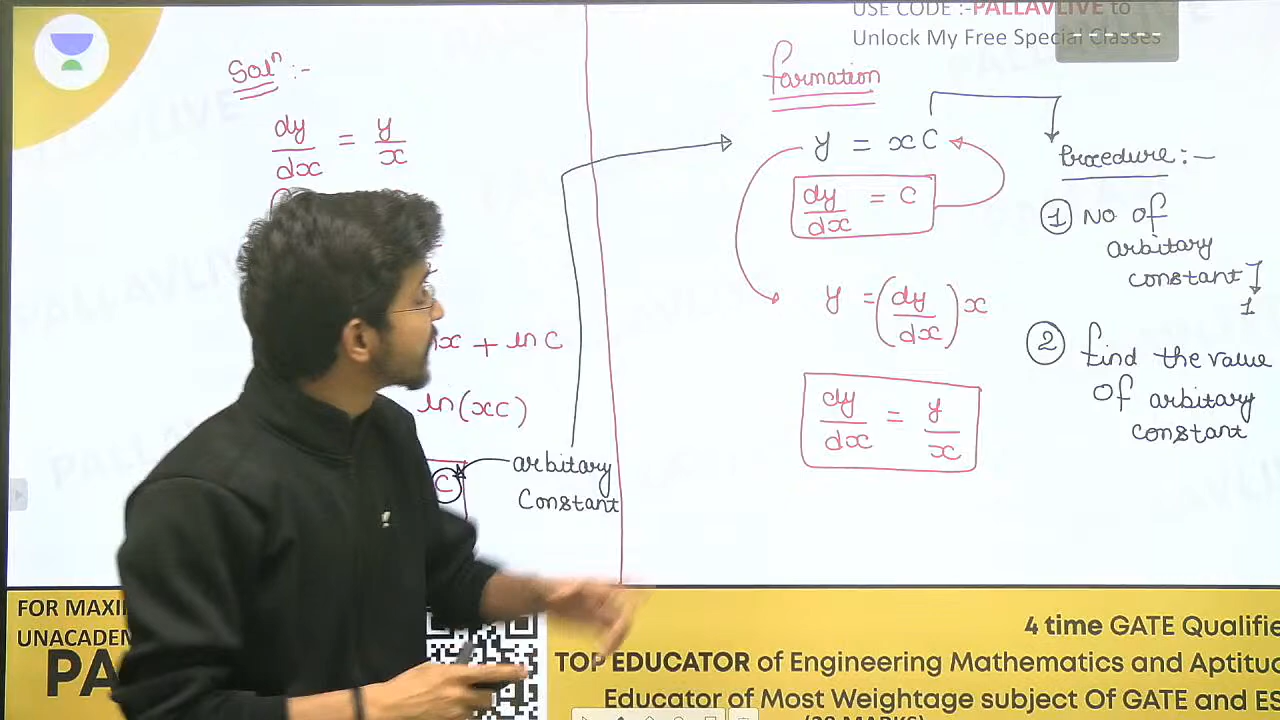 USE CODE :-PALLAVLIVE to
Unlock My Free Special Classes
Solⁿ :-
dy/dx = y/x
x + ln C
ln(xC)
C
arbitary
Constant
formation
y = xC
dy/dx = C
y = (dy/dx) x
dy/dx = y/x
Procedure:-
① No of
arbitary
constant
1
② find the value
Of arbitary
constant
FOR MAXI
UNACADEM
PA
4 time GATE Qualifie
TOP EDUCATOR of Engineering Mathematics and Aptitud
Educator of Most Weightage subject Of GATE and ES